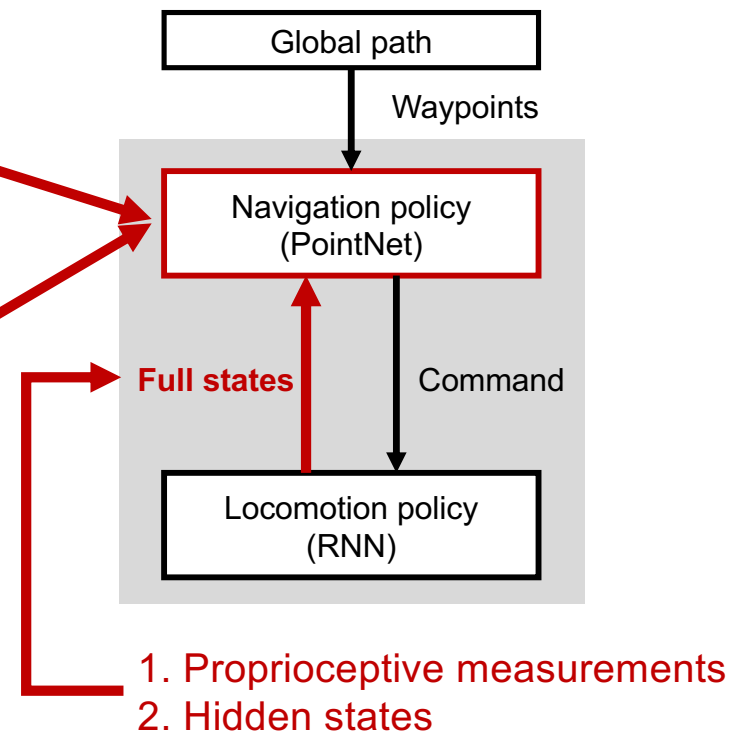 Global path
Waypoints
Navigation policy
(PointNet)
Full states
Command
Locomotion policy
(RNN)
1. Proprioceptive measurements
2. Hidden states